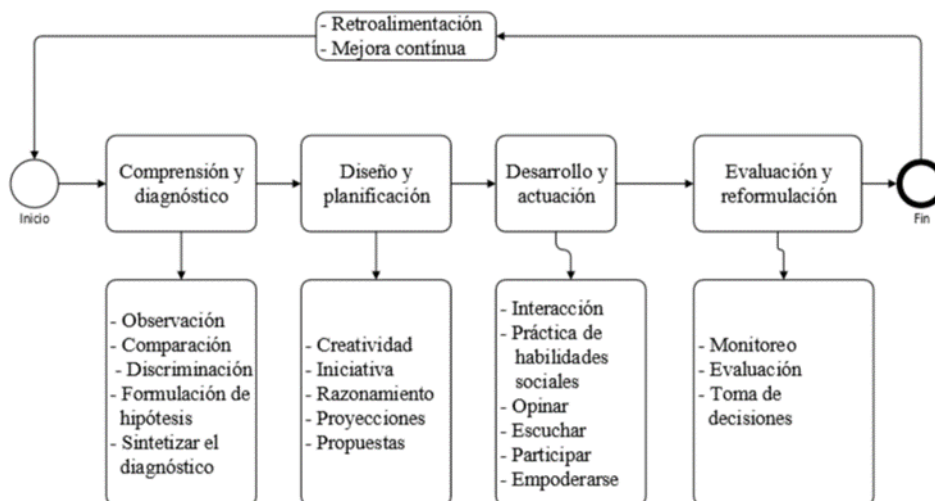 - Retroalimentación
- Mejora contínua
Inicio
Comprensión y
diagnóstico
Diseño y
planificación
Desarrollo y
actuación
Evaluación y
reformulación
Fin
- Observación
- Comparación
- Discriminación
- Formulación de
hipótesis
- Sintetizar el
diagnóstico
- Creatividad
- Iniciativa
- Razonamiento
- Proyecciones
- Propuestas
- Interacción
- Práctica de
habilidades
sociales
- Opinar
- Escuchar
- Participar
- Empoderarse
- Monitoreo
- Evaluación
- Toma de
decisiones